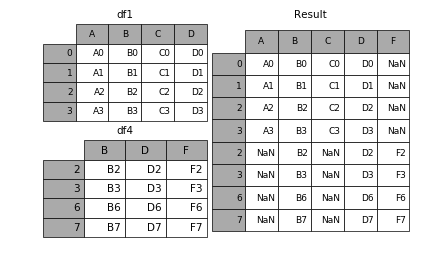 df1
A B C D
0 A0 B0 C0 D0
1 A1 B1 C1 D1
2 A2 B2 C2 D2
3 A3 B3 C3 D3
df4
B D F
2 B2 D2 F2
3 B3 D3 F3
6 B6 D6 F6
7 B7 D7 F7
Result
A B C D F
0 A0 B0 C0 D0 NaN
1 A1 B1 C1 D1 NaN
2 A2 B2 C2 D2 NaN
3 A3 B3 C3 D3 NaN
2 NaN B2 NaN D2 F2
3 NaN B3 NaN D3 F3
6 NaN B6 NaN D6 F6
7 NaN B7 NaN D7 F7